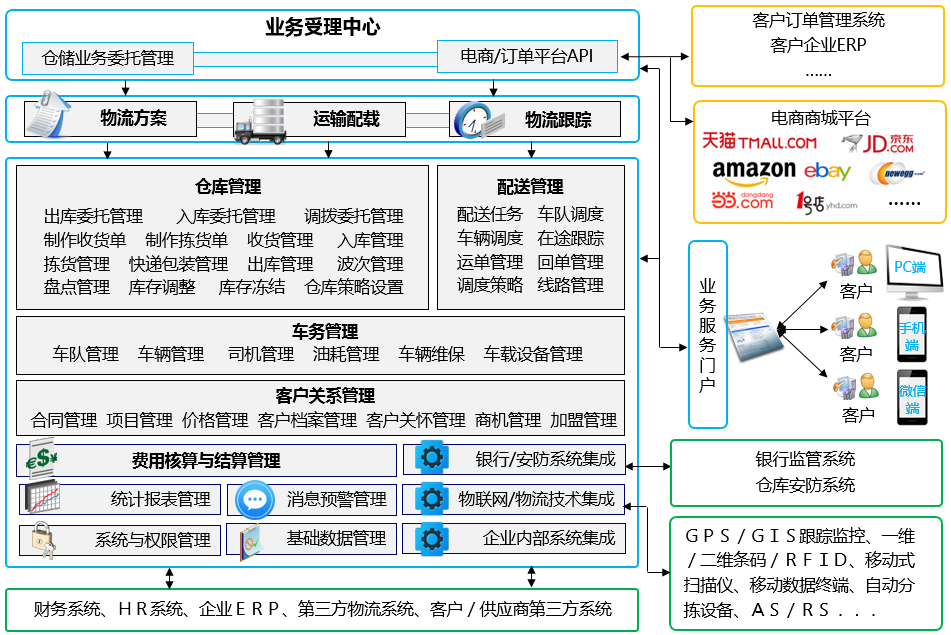 业务受理中心
仓储业务委托管理
电商/订单平台API
物流方案
运输配载
物流跟踪
仓库管理
出库委托管理 入库委托管理 调拨委托管理
制作收货单 制作拣货单 收货管理 入库管理
拣货管理 快递包装管理 出库管理 波次管理
盘点管理 库存调整 库存冻结 仓库策略设置
配送管理
配送任务 车队调度
车辆调度 在途跟踪
运单管理 回单管理
调度策略 线路管理
车务管理
车队管理 车辆管理 司机管理 油耗管理 车辆维保 车载设备管理
客户关系管理
合同管理 项目管理 价格管理 客户档案管理 客户关怀管理 商机管理 加盟管理
费用核算与结算管理
银行/安防系统集成
统计报表管理
消息预警管理
物联网/物流技术集成
系统与权限管理
基础数据管理
企业内部系统集成
财务系统、HR系统、企业ERP、第三方物流系统、客户/供应商第三方系统
客户订单管理系统
客户企业ERP
......
电商商城平台
天猫 TMALL.COM
JD.COM 京东
amazon
ebay
newegg.com
当当.com dangdang
1号店 yhd.com
......
业务服务门户
客户
PC端
客户
手机端
客户
微信端
银行监管系统
仓库安防系统
GPS/GIS跟踪监控、一维
/二维条码/RFID、移动式
扫描仪、移动数据终端、自动分
拣设备、AS/RS...